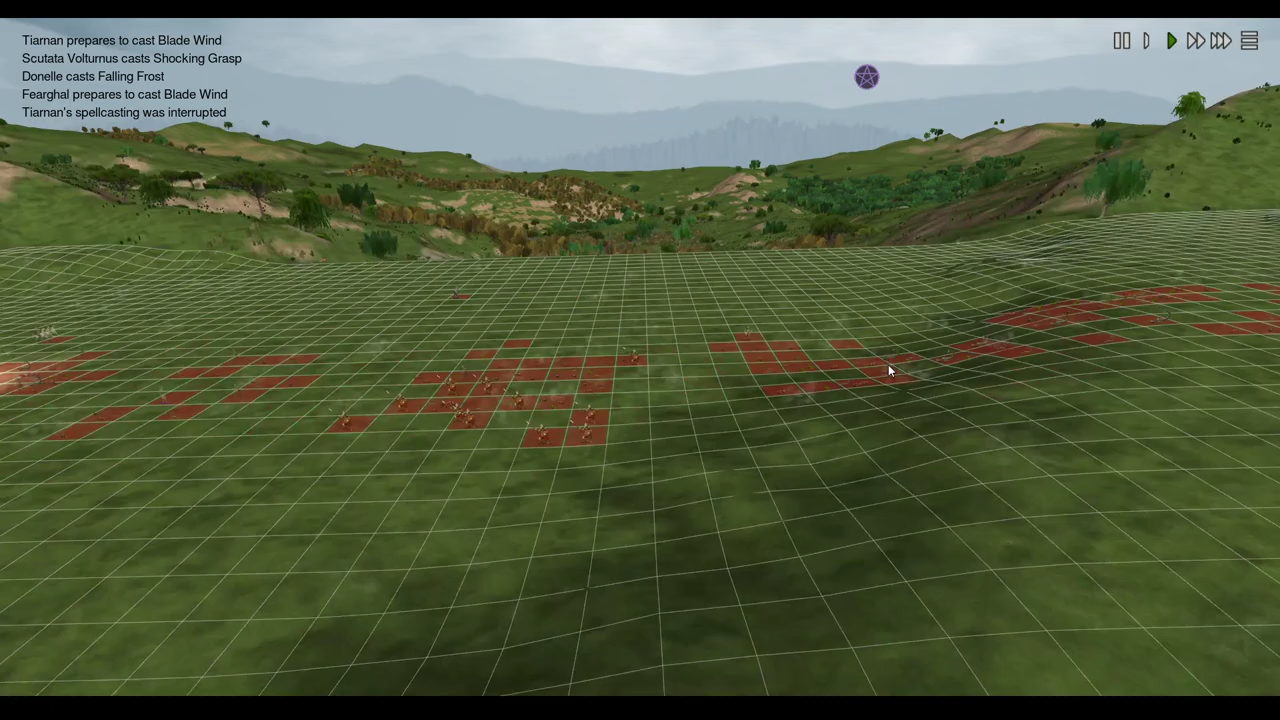 Tiarnan prepares to cast Blade Wind
Scutata Volturnus casts Shocking Grasp
Donelle casts Falling Frost
Fearghal prepares to cast Blade Wind
Tiarnan's spellcasting was interrupted